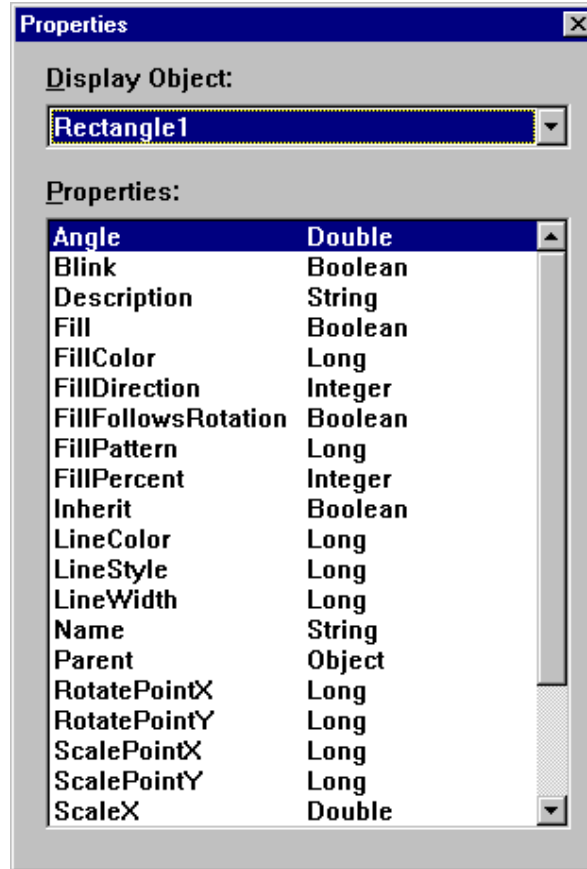 Properties
Display Object:
Rectangle1
Properties:
Angle Double
Blink Boolean
Description String
Fill Boolean
FillColor Long
FillDirection Integer
FillFollowsRotation Boolean
FillPattern Long
FillPercent Integer
Inherit Boolean
LineColor Long
LineStyle Long
LineWidth Long
Name String
Parent Object
RotatePointX Long
RotatePointY Long
ScalePointX Long
ScalePointY Long
ScaleX Double